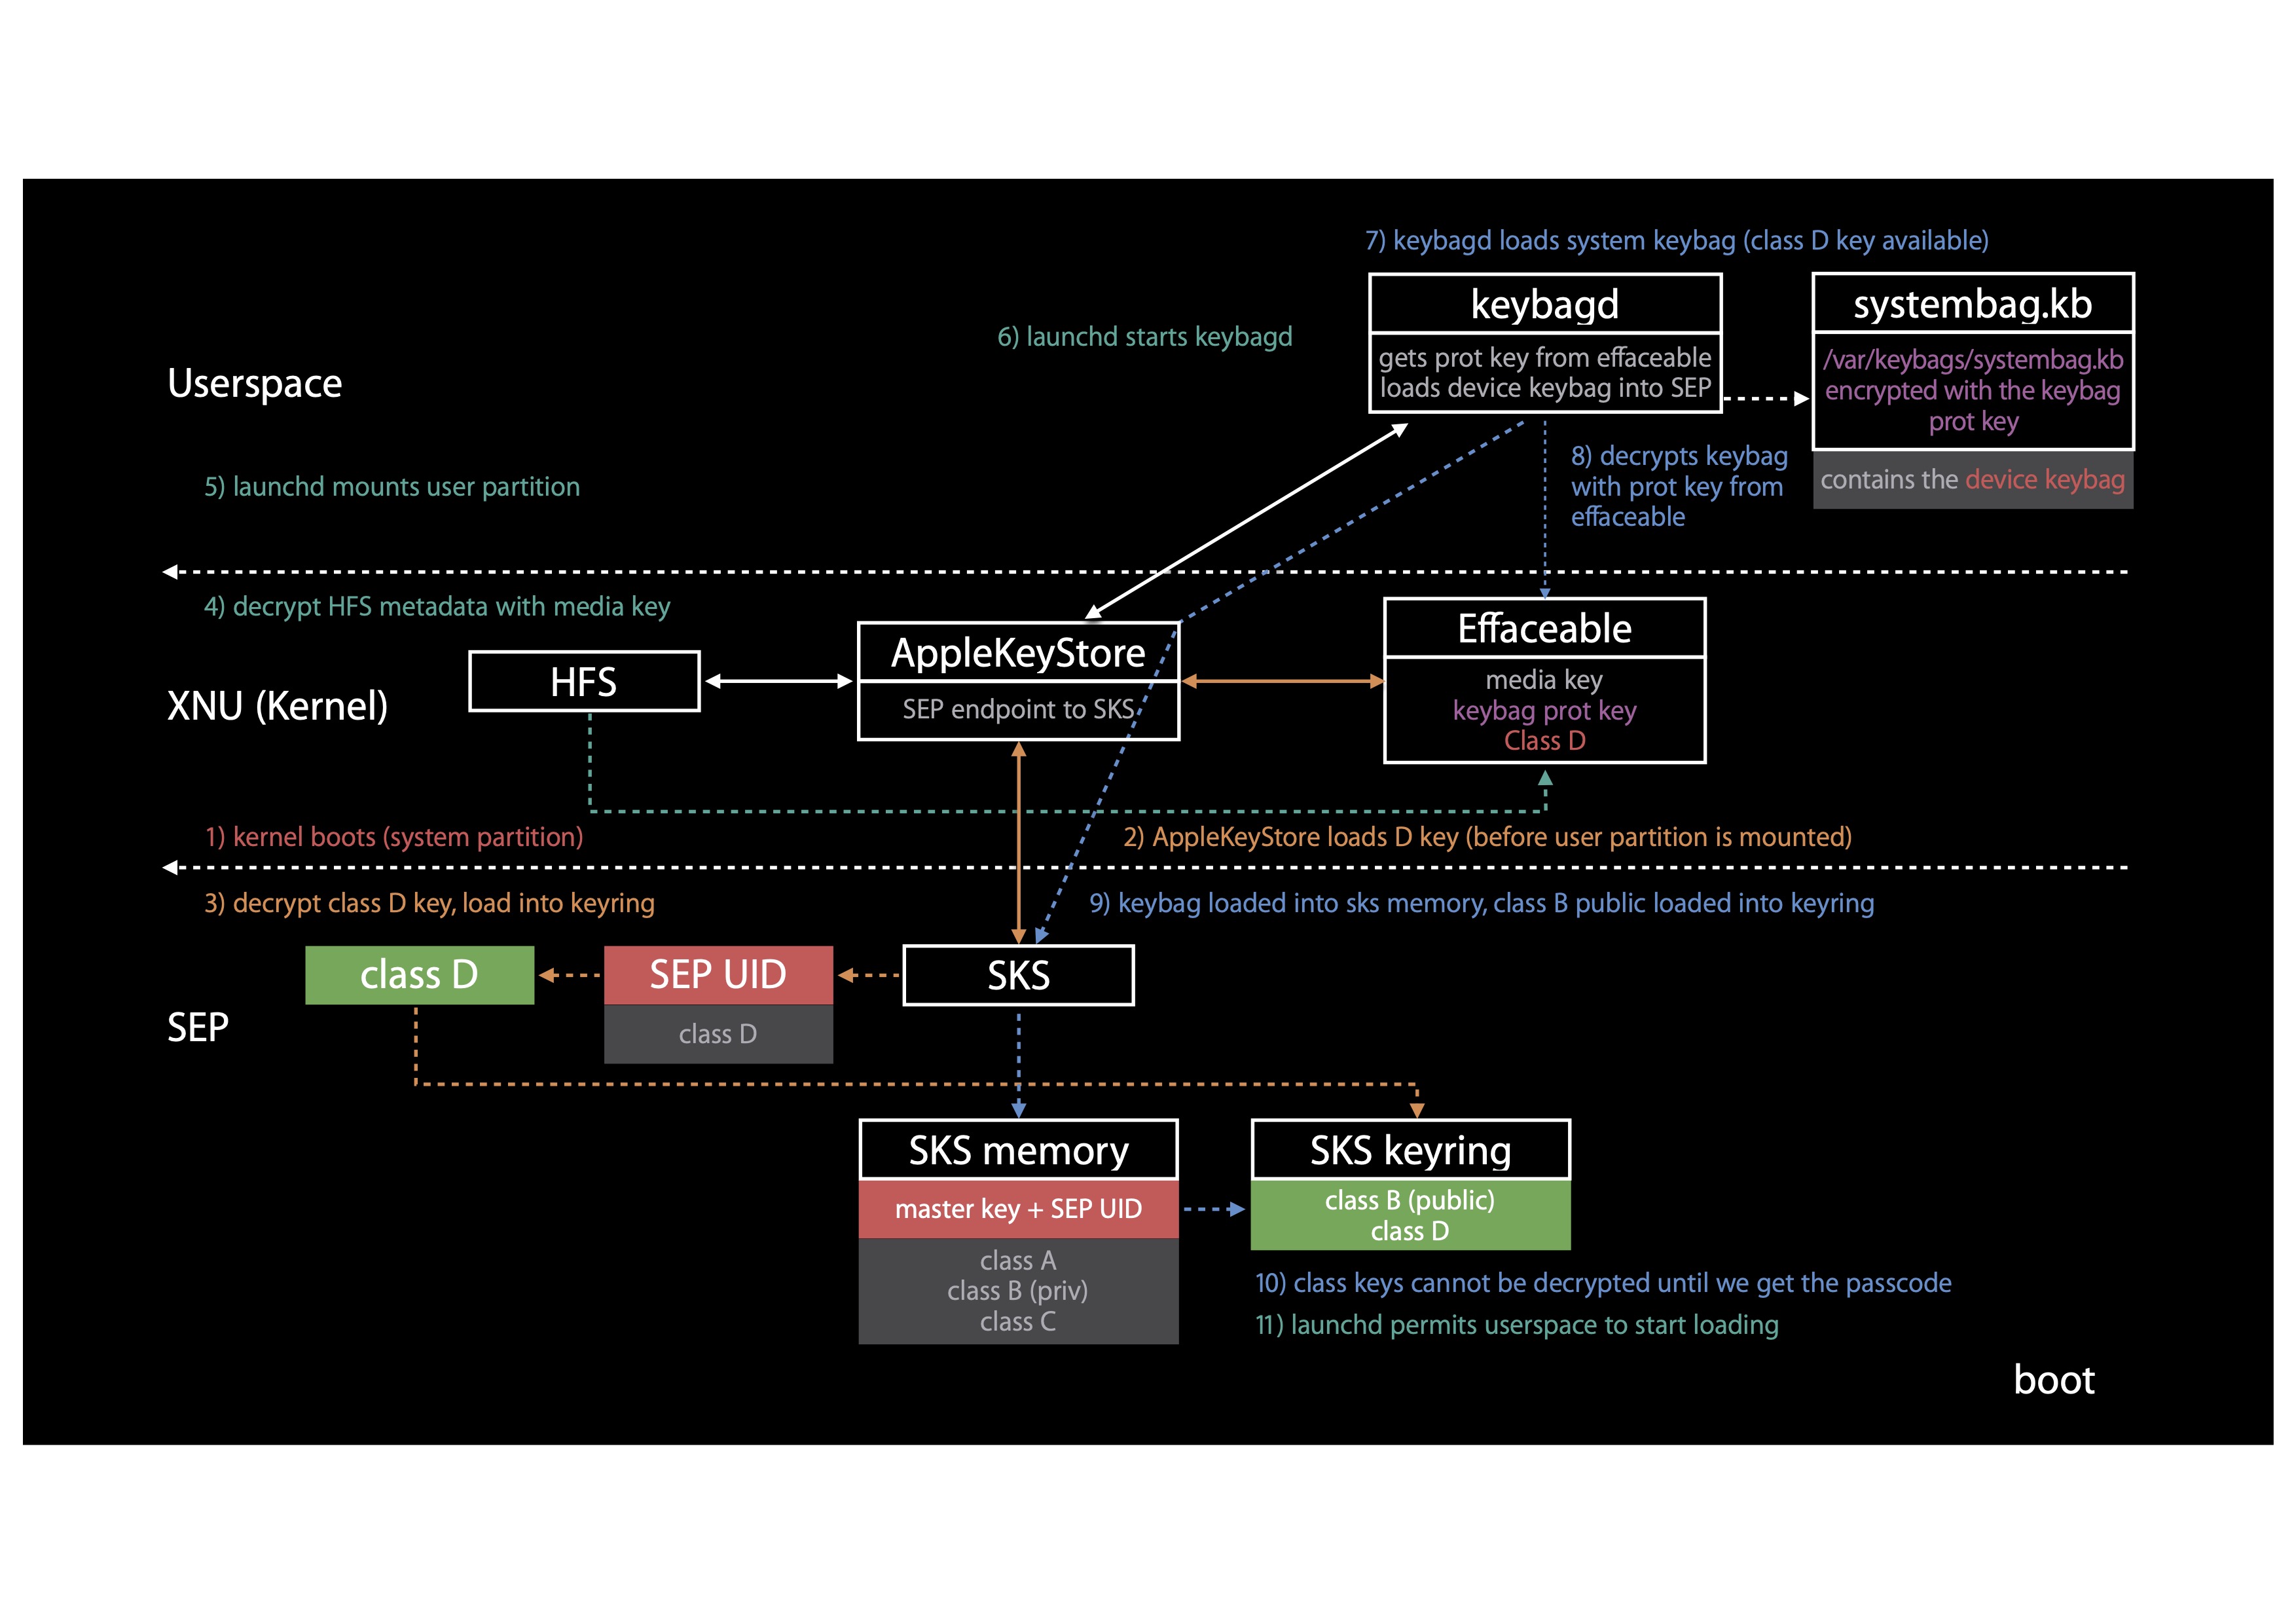 7) keybagd loads system keybag (class D key available)
keybagd
gets prot key from effaceable
loads device keybag into SEP
systembag.kb
/var/keybags/systembag.kb
encrypted with the keybag
prot key
contains the device keybag
6) launchd starts keybagd
Userspace
8) decrypts keybag
with prot key from
effaceable
5) launchd mounts user partition
4) decrypt HFS metadata with media key
XNU (Kernel)
HFS
AppleKeyStore
SEP endpoint to SKS
Effaceable
media key
keybag prot key
Class D
1) kernel boots (system partition)
2) AppleKeyStore loads D key (before user partition is mounted)
3) decrypt class D key, load into keyring
9) keybag loaded into sks memory, class B public loaded into keyring
SEP
class D
SEP UID
class D
SKS
SKS memory
master key + SEP UID
class A
class B (priv)
class C
SKS keyring
class B (public)
class D
10) class keys cannot be decrypted until we get the passcode
11) launchd permits userspace to start loading
boot